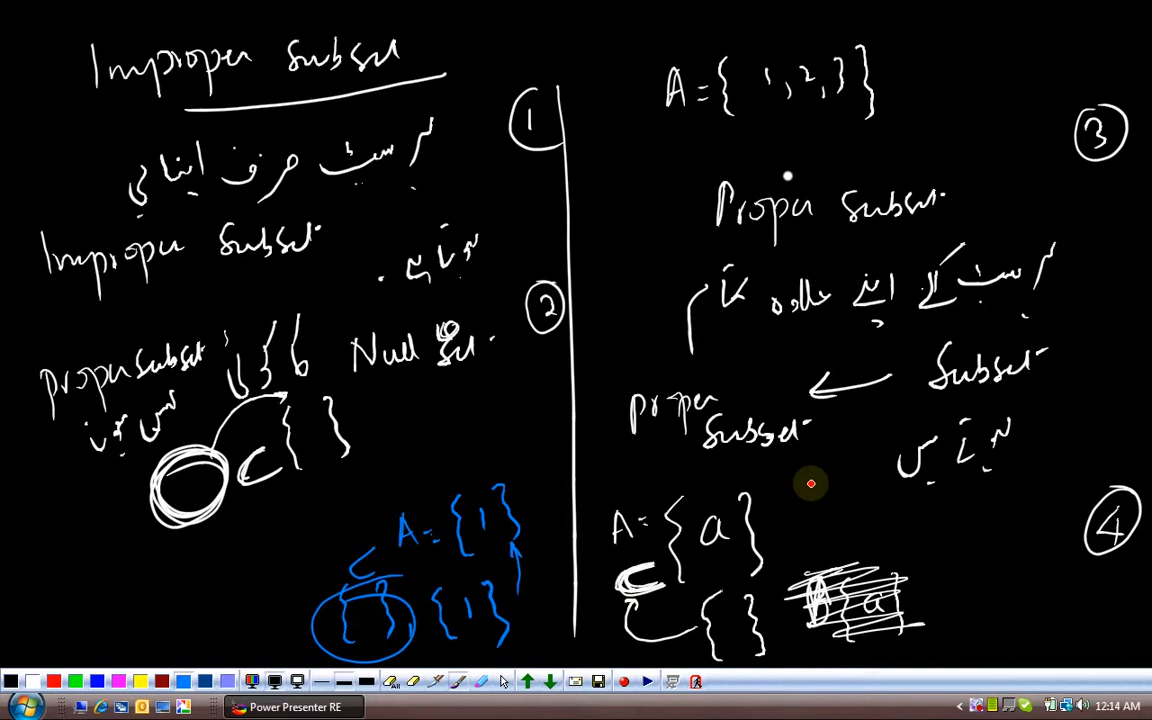 Improper Subset
ہر سیٹ صرف اپنا ہی
1
Improper Subset
ہوتا ہے.
2
Null Set کا کوئی
Proper subset
نہیں ہوتا
⊂ { }
A = {1}
⊂
{ } {1}
A = { 1, 2, 3 }
3
Proper Subset
ہر سیٹ کے اپنے علاوہ تمام
Subset
Proper
Subset
ہوتے ہیں
4
A = { a }
⊂
{ } {a}
Power Presenter RE
12:14 AM